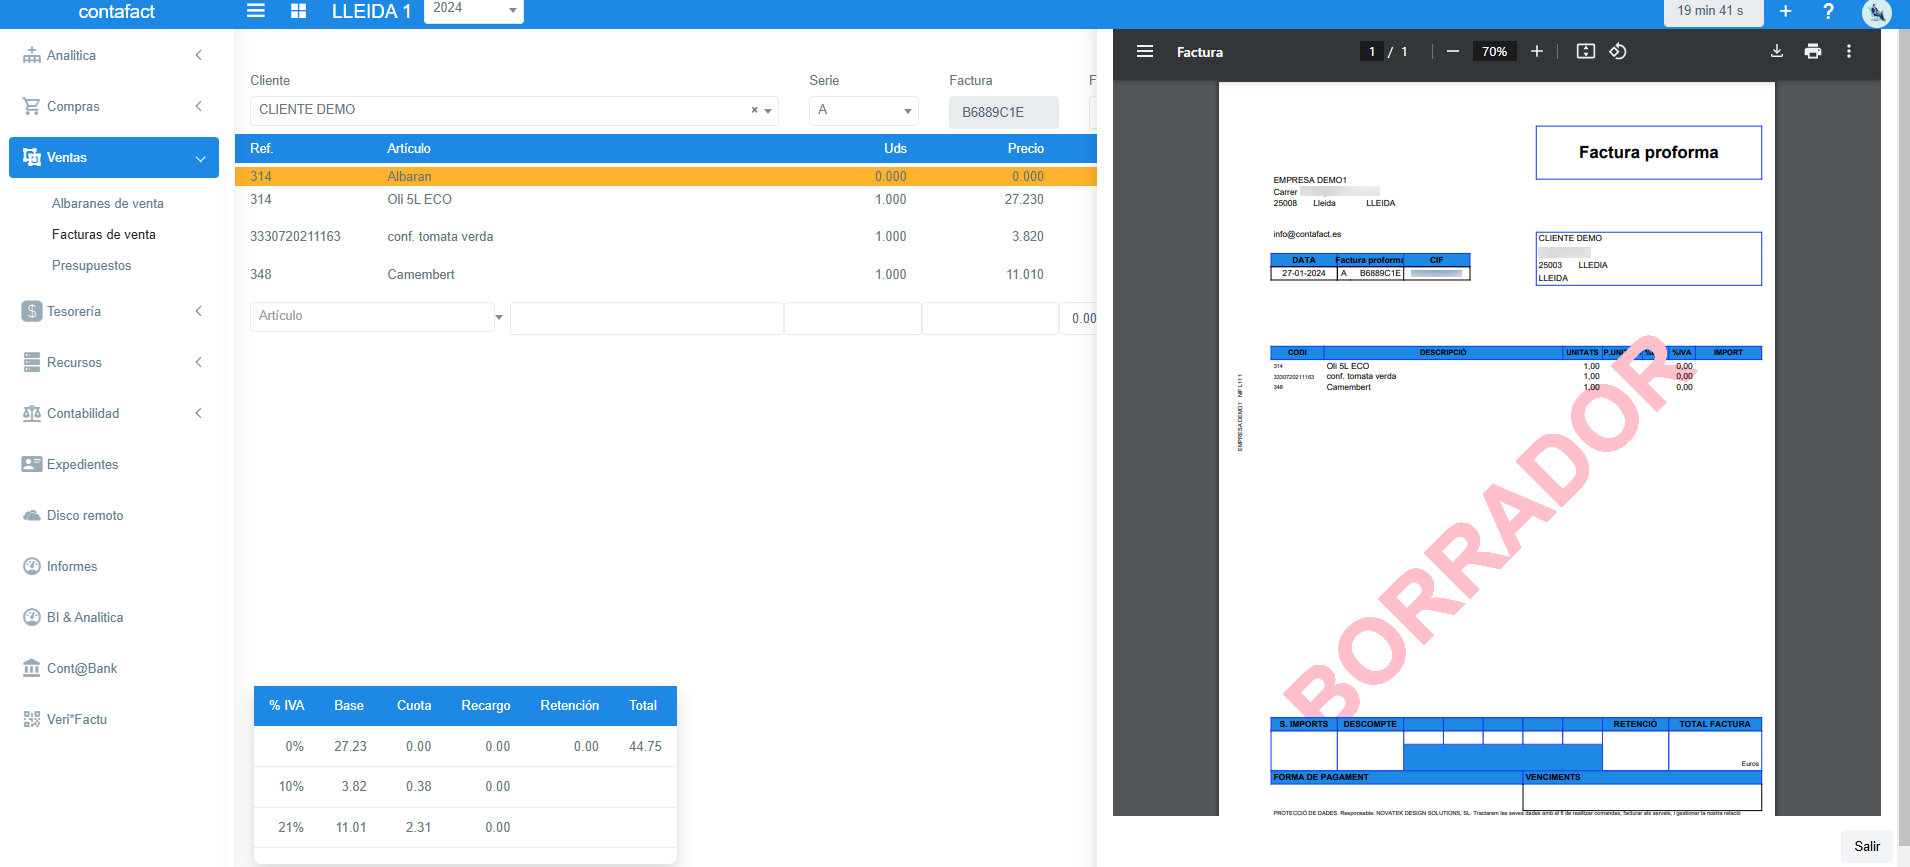 contafact
LLEIDA 1
2024
19 min 41 s
+
?
Analitica
Compras
Ventas
Albaranes de venta
Facturas de venta
Presupuestos
Tesorería
Recursos
Contabilidad
Expedientes
Disco remoto
Informes
BI & Analitica
Cont@Bank
Veri*Factu
Cliente
Serie
Factura
F
CLIENTE DEMO ×
A
B6889C1E
Ref. Artículo Uds Precio
314 Albaran 0.000 0.000
314 Oli 5L ECO 1.000 27.230
3330720211163 conf. tomata verda 1.000 3.820
348 Camembert 1.000 11.010
Artículo 0.00
% IVA Base Cuota Recargo Retención Total
0% 27.23 0.00 0.00 0.00 44.75
10% 3.82 0.38 0.00
21% 11.01 2.31 0.00
Factura
1 / 1
70%
Factura proforma
EMPRESA DEMO1
Carrer
25008 Lleida LLEIDA
info@contafact.es
CLIENTE DEMO
25003 LLEDIA
LLEIDA
DATA Factura proforma CIF
27-01-2024 A B6889C1E
CODI DESCRIPCIÓ UNITATS %IVA IMPORT
314 Oli 5L ECO 1,00 0,00
3330720211163 conf. tomata verda 1,00 0,00
348 Camembert 1,00 0,00
EMPRESA DEMO1
BORRADOR
S. IMPORTS DESCOMPTE RETENCIÓ TOTAL FACTURA
Euros
FORMA DE PAGAMENT VENCIMENTS
PROTECCIÓ DE DADES. Responsable: NOVATEK DESIGN SOLUTIONS, SL. Tractarem les seves dades amb el fi de realitzar comandes, facturar els serveis, i gestionar la nostra relació
Salir